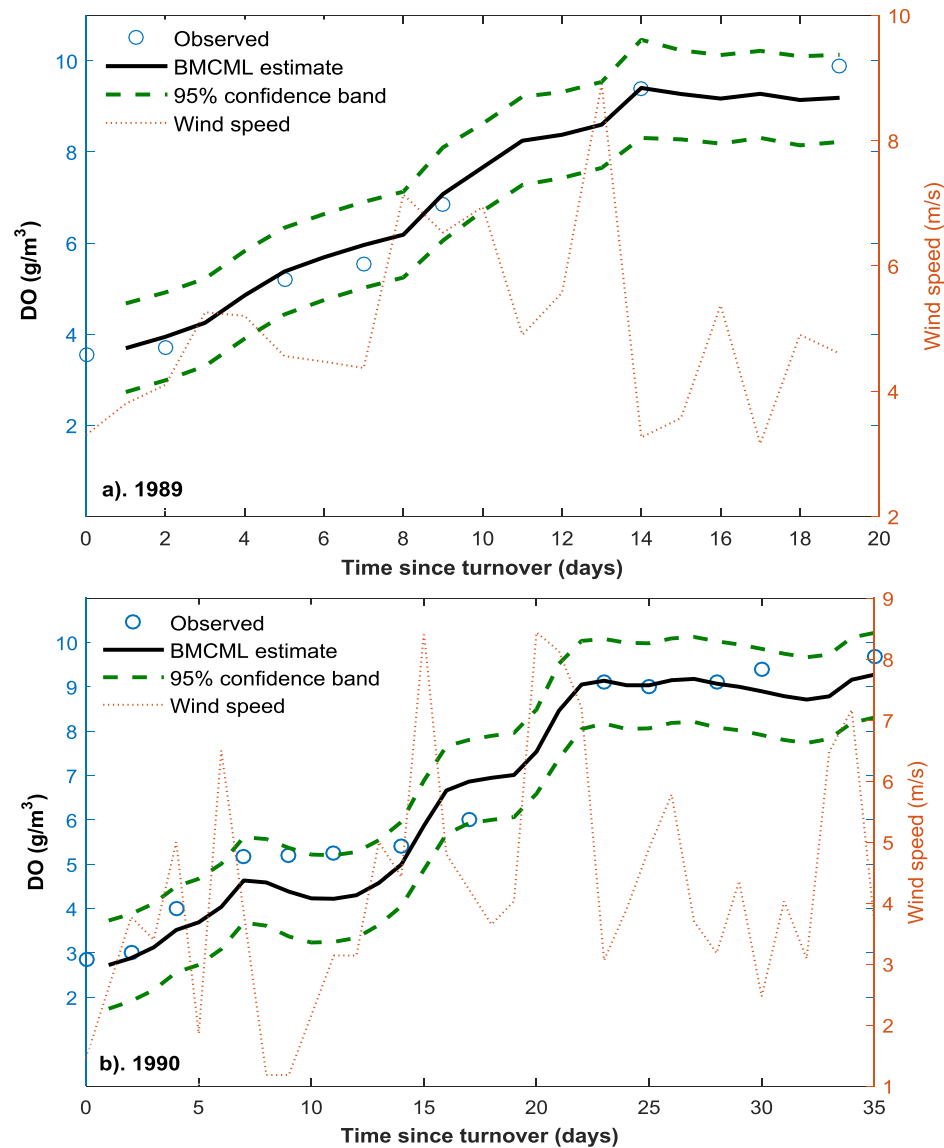 Observed
BMCML estimate
95% confidence band
Wind speed
10
8
6
4
2
DO (g/m³)
10
8
6
4
2
Wind speed (m/s)
a). 1989
0 2 4 6 8 10 12 14 16 18 20
Time since turnover (days)
Observed
BMCML estimate
95% confidence band
Wind speed
10
9
8
7
6
5
4
3
2
DO (g/m³)
9
8
7
6
5
4
3
2
1
Wind speed (m/s)
b). 1990
0 5 10 15 20 25 30 35
Time since turnover (days)